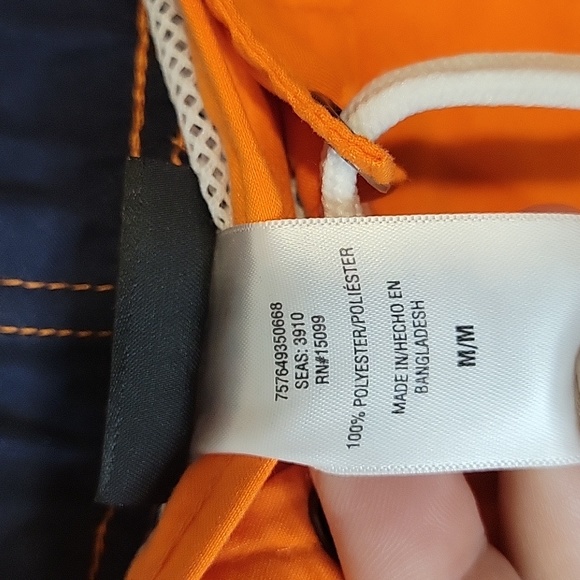 757649350668
SEAS: 3910
RN#15099
100% POLYESTER/POLIÉSTER
MADE IN/HECHO EN
BANGLADESH
M/M